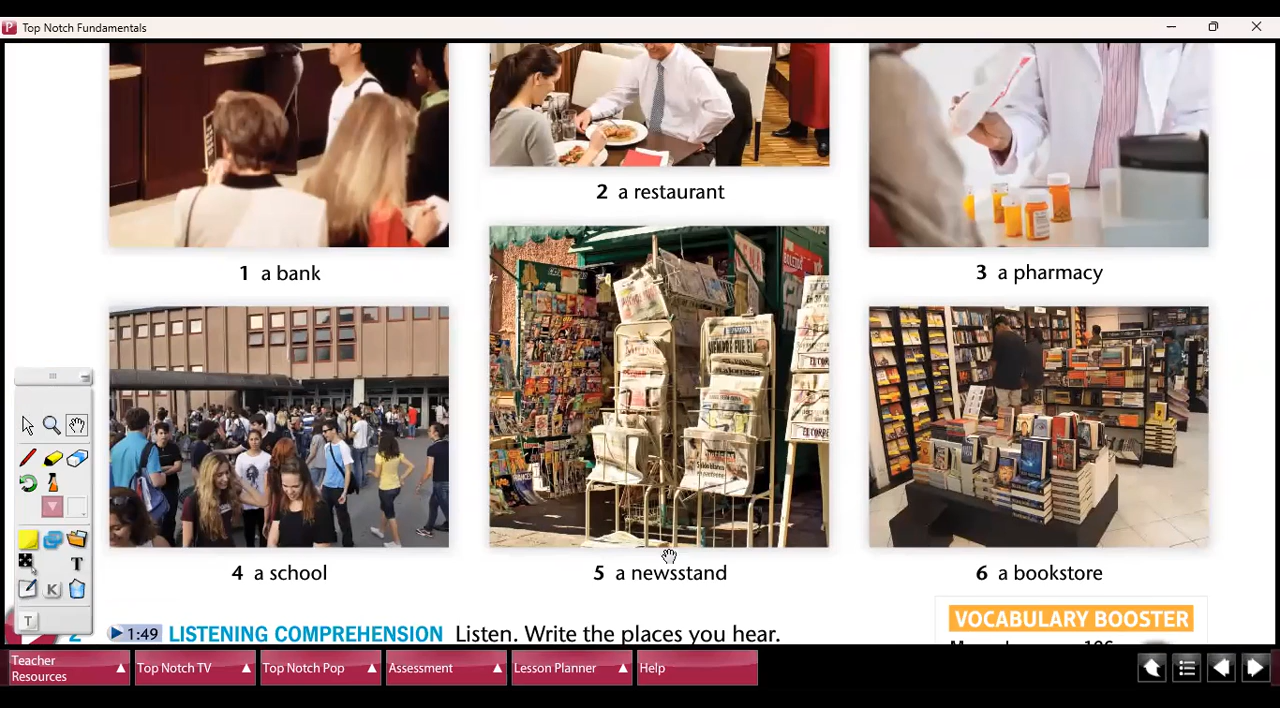 Top Notch Fundamentals
2 a restaurant
1 a bank
3 a pharmacy
4 a school
5 a newsstand
6 a bookstore
1:49 LISTENING COMPREHENSION Listen. Write the places you hear.
VOCABULARY BOOSTER
T
K
T
Teacher Resources
Top Notch TV
Top Notch Pop
Assessment
Lesson Planner
Help